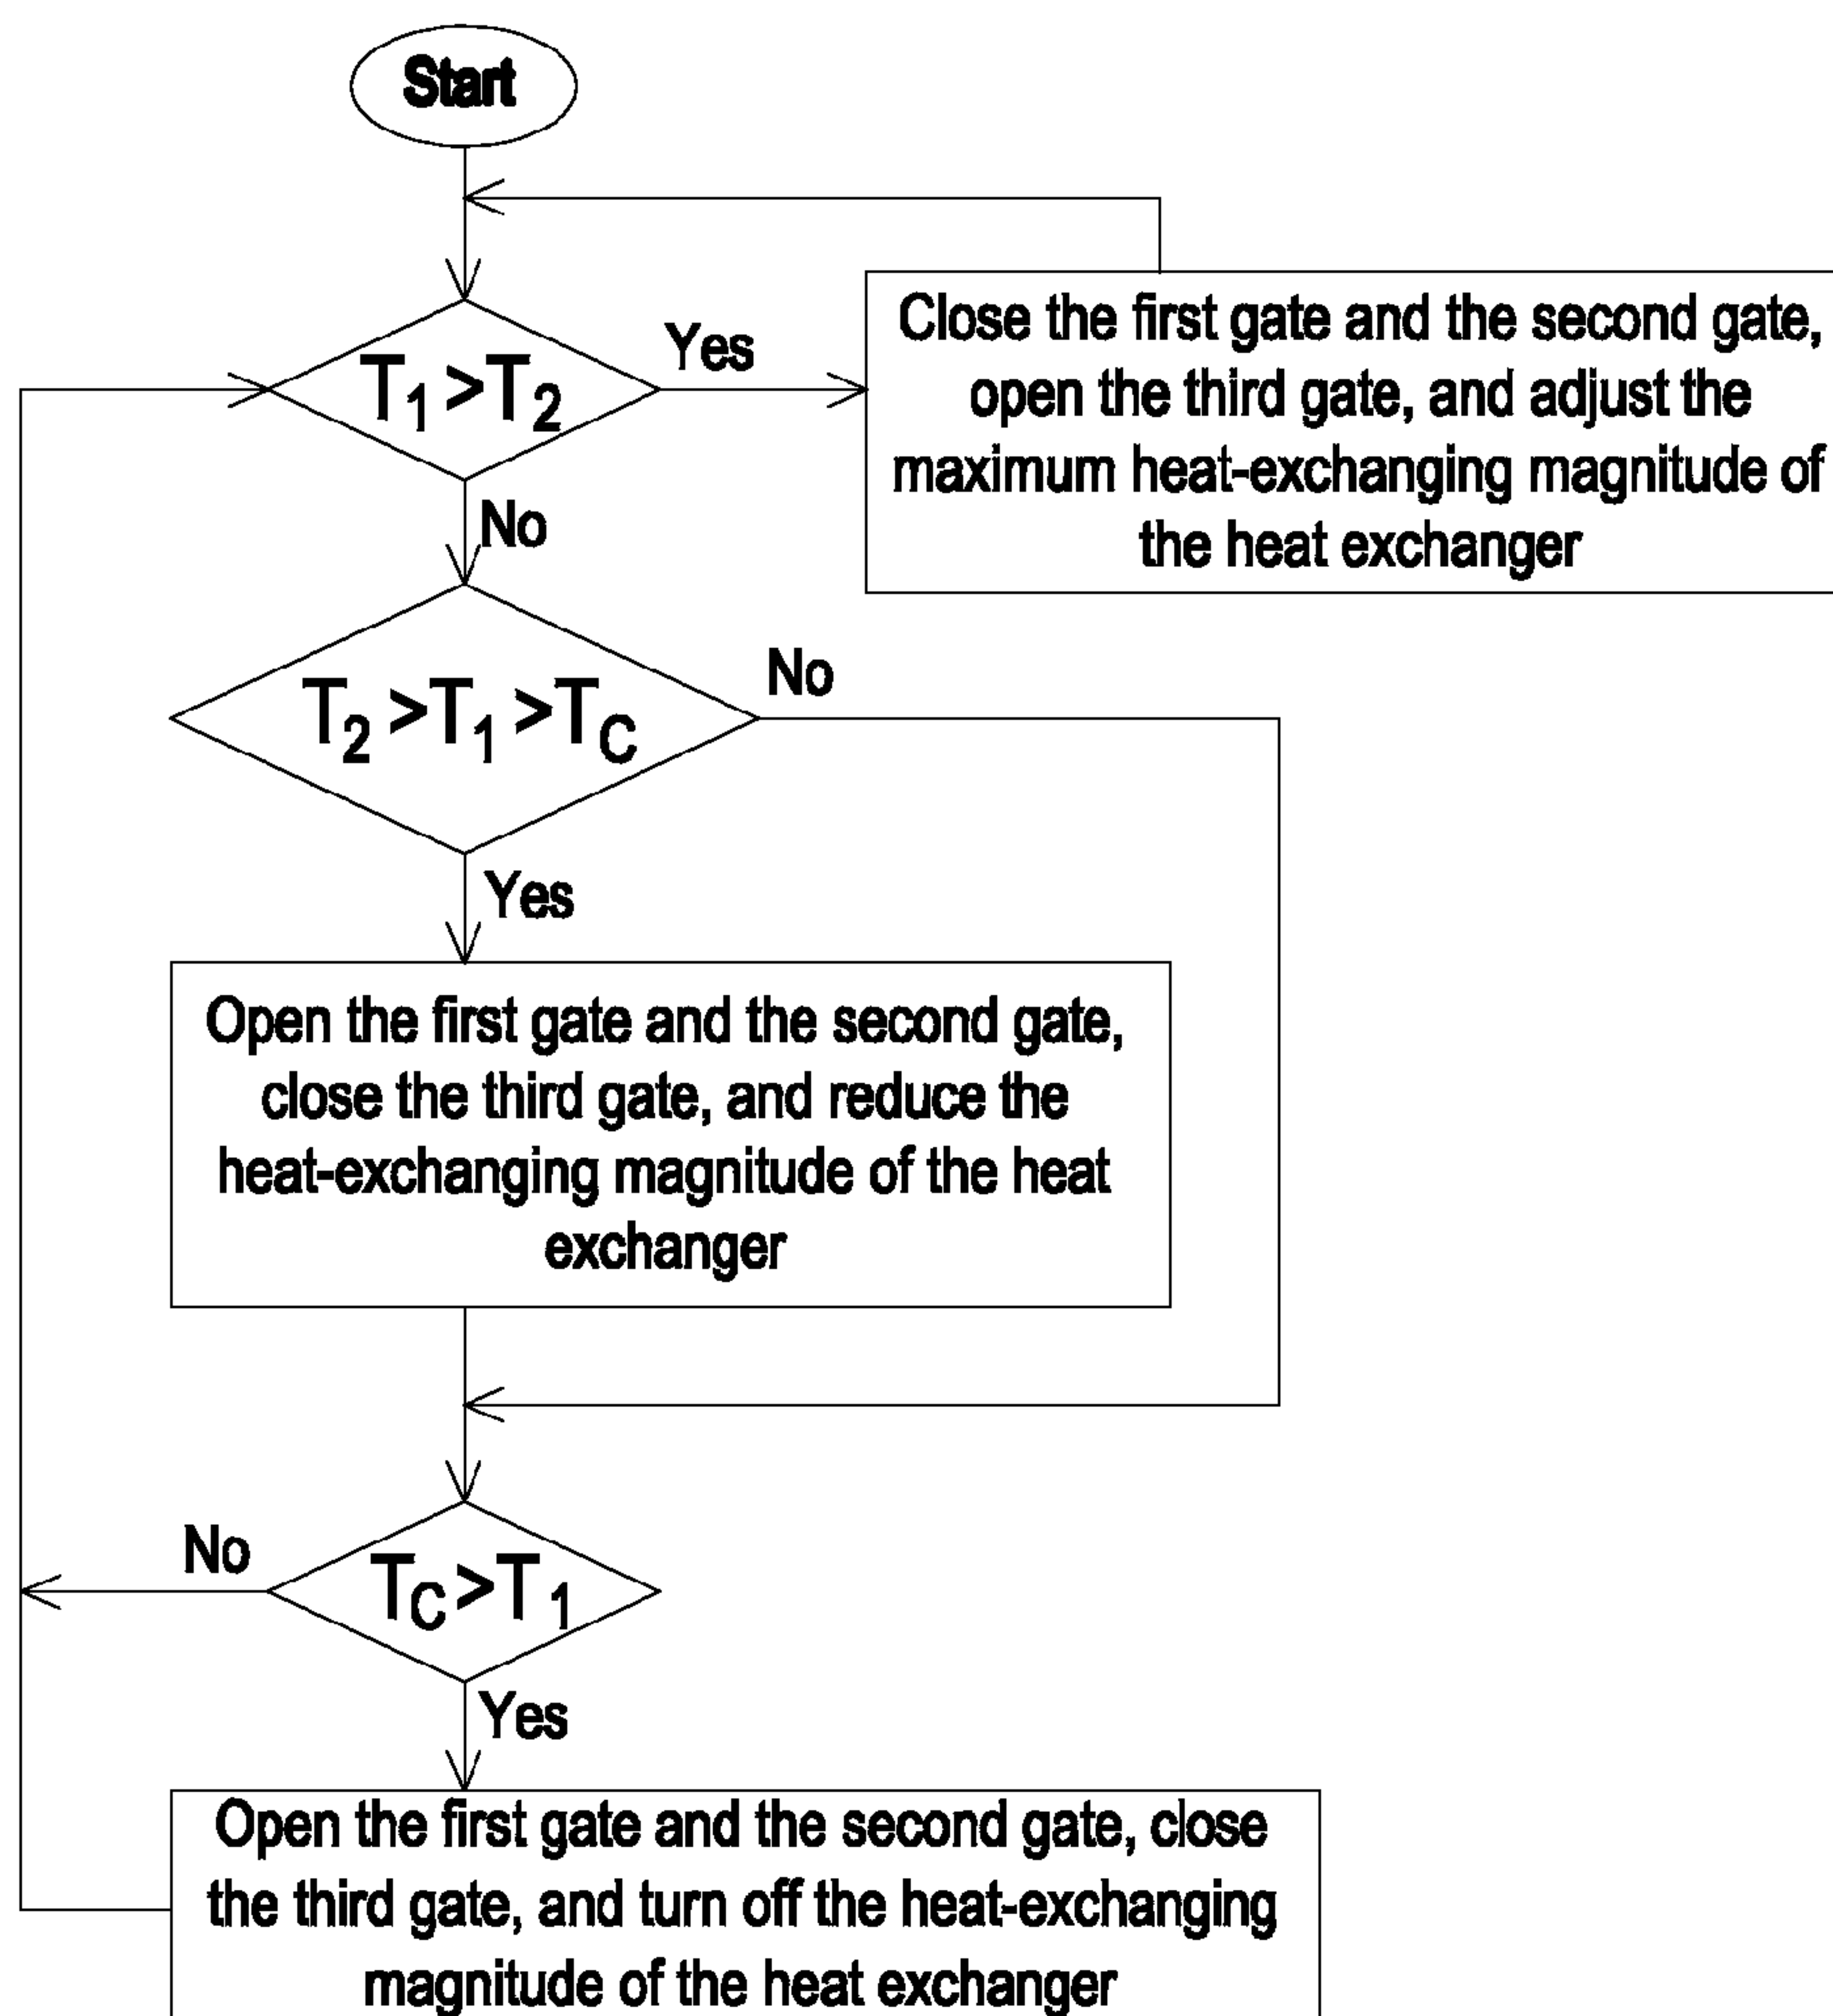 Start
T1>T2
Yes
Close the first gate and the second gate,
open the third gate, and adjust the
maximum heat-exchanging magnitude of
the heat exchanger
No
T2>T1>TC
No
Yes
Open the first gate and the second gate,
close the third gate, and reduce the
heat-exchanging magnitude of the heat
exchanger
No
TC>T1
Yes
Open the first gate and the second gate, close
the third gate, and turn off the heat-exchanging
magnitude of the heat exchanger